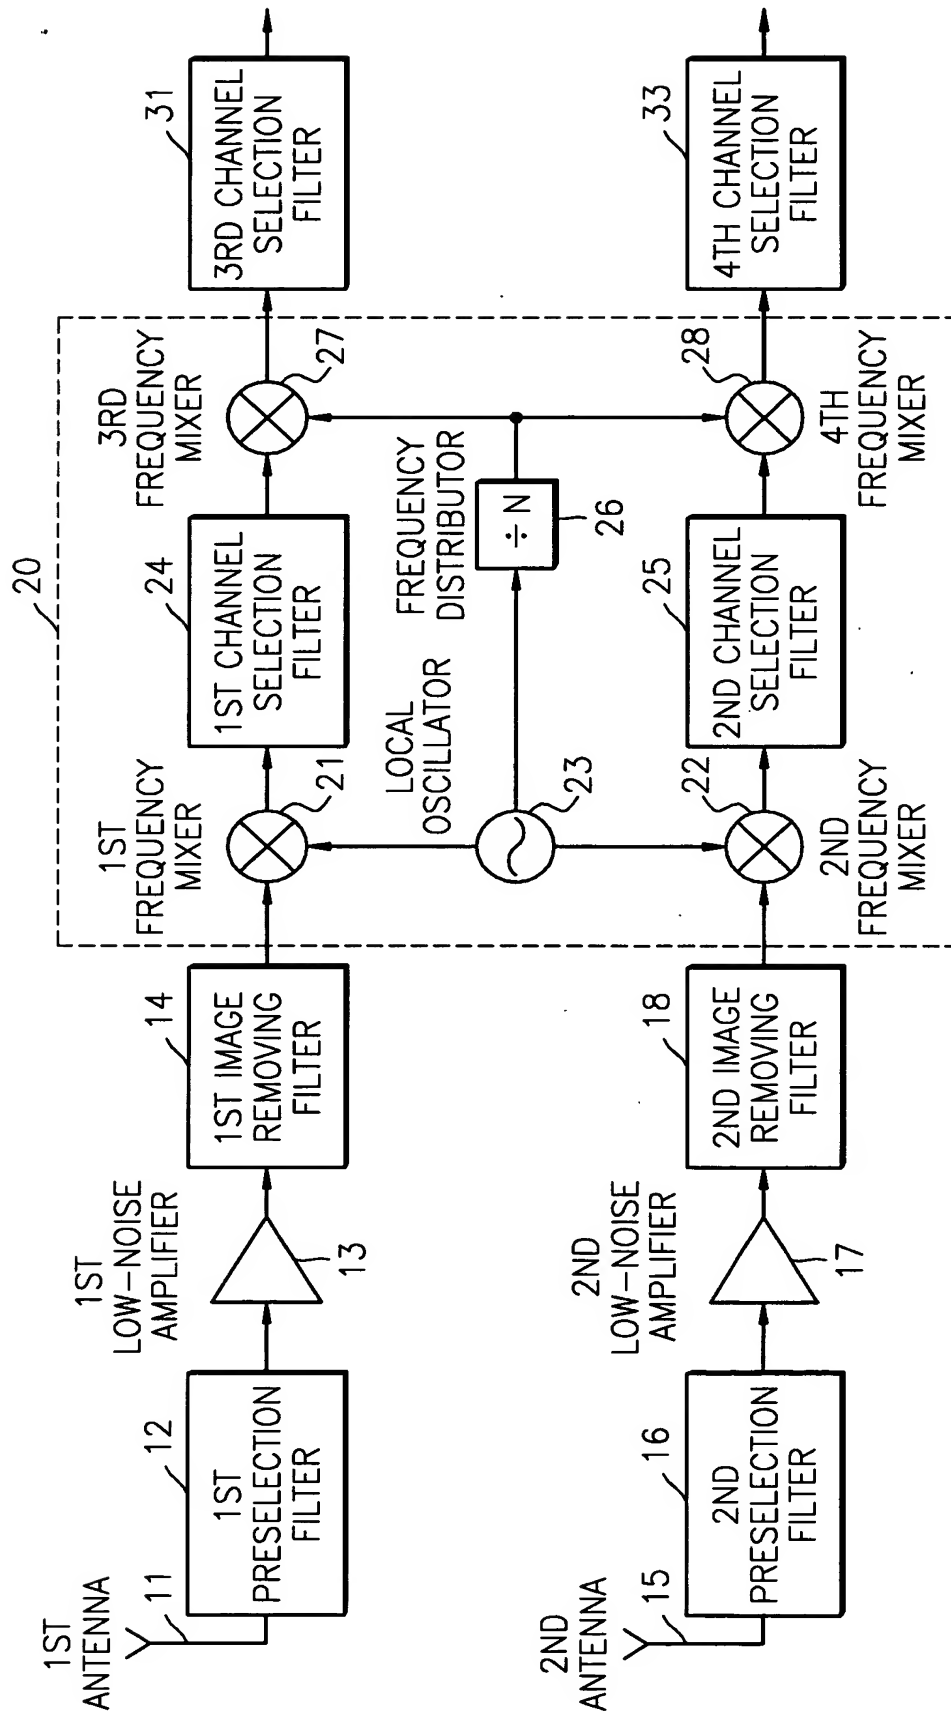 20
1ST
ANTENNA
11
12
1ST
PRESELECTION
FILTER
1ST
LOW-NOISE
AMPLIFIER
13
14
1ST IMAGE
REMOVING
FILTER
1ST
FREQUENCY
MIXER
21
24
1ST CHANNEL
SELECTION
FILTER
3RD
FREQUENCY
MIXER
27
31
3RD CHANNEL
SELECTION
FILTER
LOCAL
OSCILLATOR
23
FREQUENCY
DISTRIBUTOR
÷ N
26
2ND
ANTENNA
15
16
2ND
PRESELECTION
FILTER
2ND
LOW-NOISE
AMPLIFIER
17
18
2ND IMAGE
REMOVING
FILTER
22
2ND
FREQUENCY
MIXER
25
2ND CHANNEL
SELECTION
FILTER
28
4TH
FREQUENCY
MIXER
33
4TH CHANNEL
SELECTION
FILTER